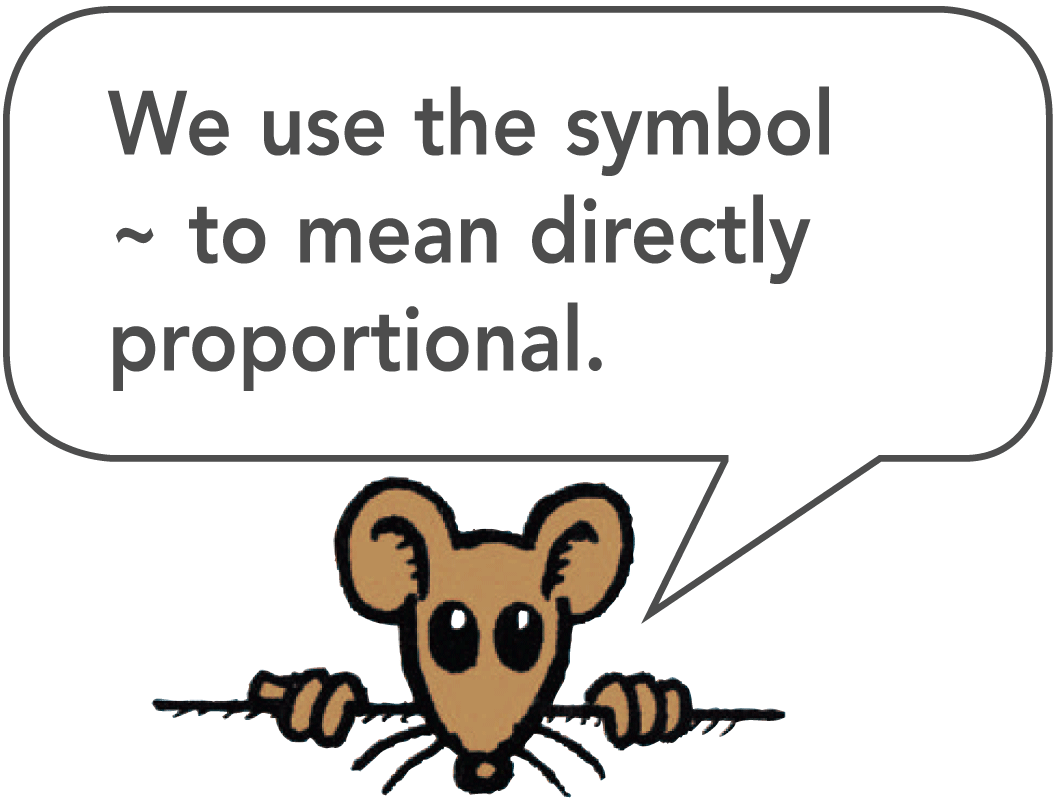 We use the symbol
~ to mean directly
proportional.